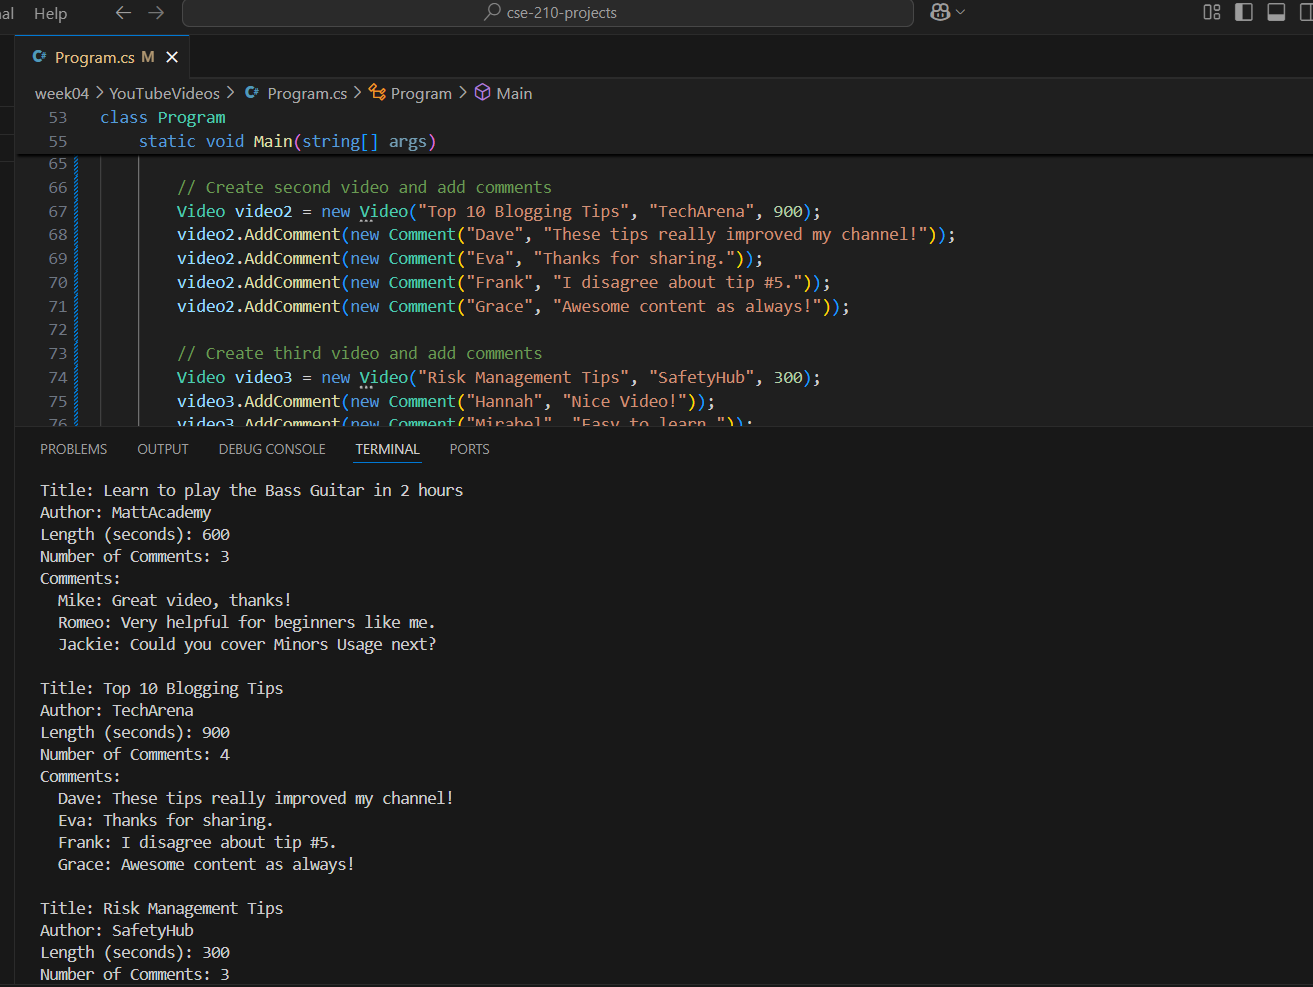 al Help cse-210-projects
C# Program.cs M
week04 > YouTubeVideos > C# Program.cs > Program > Main
53 class Program
55 static void Main(string[] args)
65
66 // Create second video and add comments
67 Video video2 = new Video("Top 10 Blogging Tips", "TechArena", 900);
68 video2.AddComment(new Comment("Dave", "These tips really improved my channel!"));
69 video2.AddComment(new Comment("Eva", "Thanks for sharing."));
70 video2.AddComment(new Comment("Frank", "I disagree about tip #5."));
71 video2.AddComment(new Comment("Grace", "Awesome content as always!"));
72
73 // Create third video and add comments
74 Video video3 = new Video("Risk Management Tips", "SafetyHub", 300);
75 video3.AddComment(new Comment("Hannah", "Nice Video!"));
76 video3.AddComment(new Comment("Mirabel", "Easy to learn."));
PROBLEMS OUTPUT DEBUG CONSOLE TERMINAL PORTS
Title: Learn to play the Bass Guitar in 2 hours
Author: MattAcademy
Length (seconds): 600
Number of Comments: 3
Comments:
Mike: Great video, thanks!
Romeo: Very helpful for beginners like me.
Jackie: Could you cover Minors Usage next?
Title: Top 10 Blogging Tips
Author: TechArena
Length (seconds): 900
Number of Comments: 4
Comments:
Dave: These tips really improved my channel!
Eva: Thanks for sharing.
Frank: I disagree about tip #5.
Grace: Awesome content as always!
Title: Risk Management Tips
Author: SafetyHub
Length (seconds): 300
Number of Comments: 3